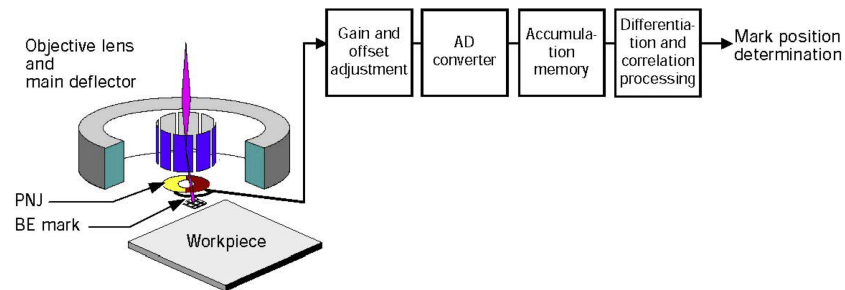 Objective lens
and
main deflector
PNJ
BE mark
Workpiece
Gain and
offset
adjustment
AD
converter
Accumula-
tion
memory
Differentia-
tion and
correlation
processing
Mark position
determination